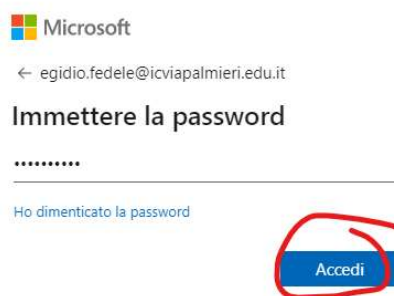 Microsoft
← egidio.fedele@icviapalmieri.edu.it
Immettere la password
••••••••••
Ho dimenticato la password
Accedi